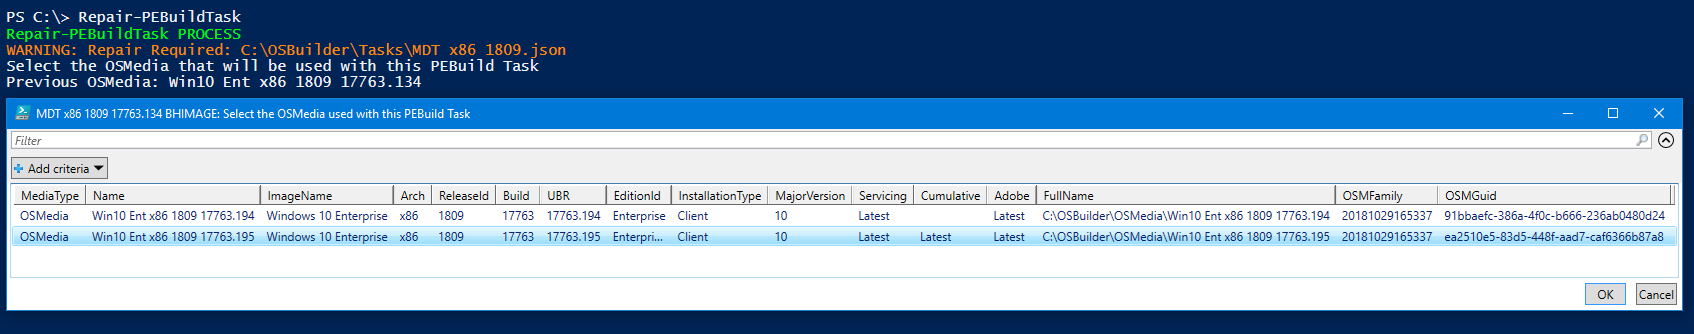 PS C:\> Repair-PEBuildTask
Repair-PEBuildTask PROCESS
WARNING: Repair Required: C:\OSBuilder\Tasks\MDT x86 1809.json
Select the OSMedia that will be used with this PEBuild Task
Previous OSMedia: Win10 Ent x86 1809 17763.134
MDT x86 1809 17763.134 BHIMAGE: Select the OSMedia used with this PEBuild Task
Filter
Add criteria
MediaType Name ImageName Arch ReleaseId Build UBR EditionId InstallationType MajorVersion Servicing Cumulative Adobe FullName OSMFamily OSMGuid
OSMedia Win10 Ent x86 1809 17763.194 Windows 10 Enterprise x86 1809 17763 17763.194 Enterprise Client 10 Latest Latest C:\OSBuilder\OSMedia\Win10 Ent x86 1809 17763.194 20181029165337 91bbaefc-386a-4f0c-b666-236ab0480d24
OSMedia Win10 Ent x86 1809 17763.195 Windows 10 Enterprise x86 1809 17763 17763.195 Enterpri... Client 10 Latest Latest Latest C:\OSBuilder\OSMedia\Win10 Ent x86 1809 17763.195 20181029165337 ea2510e5-83d5-448f-aad7-caf6366b87a8
OK Cancel